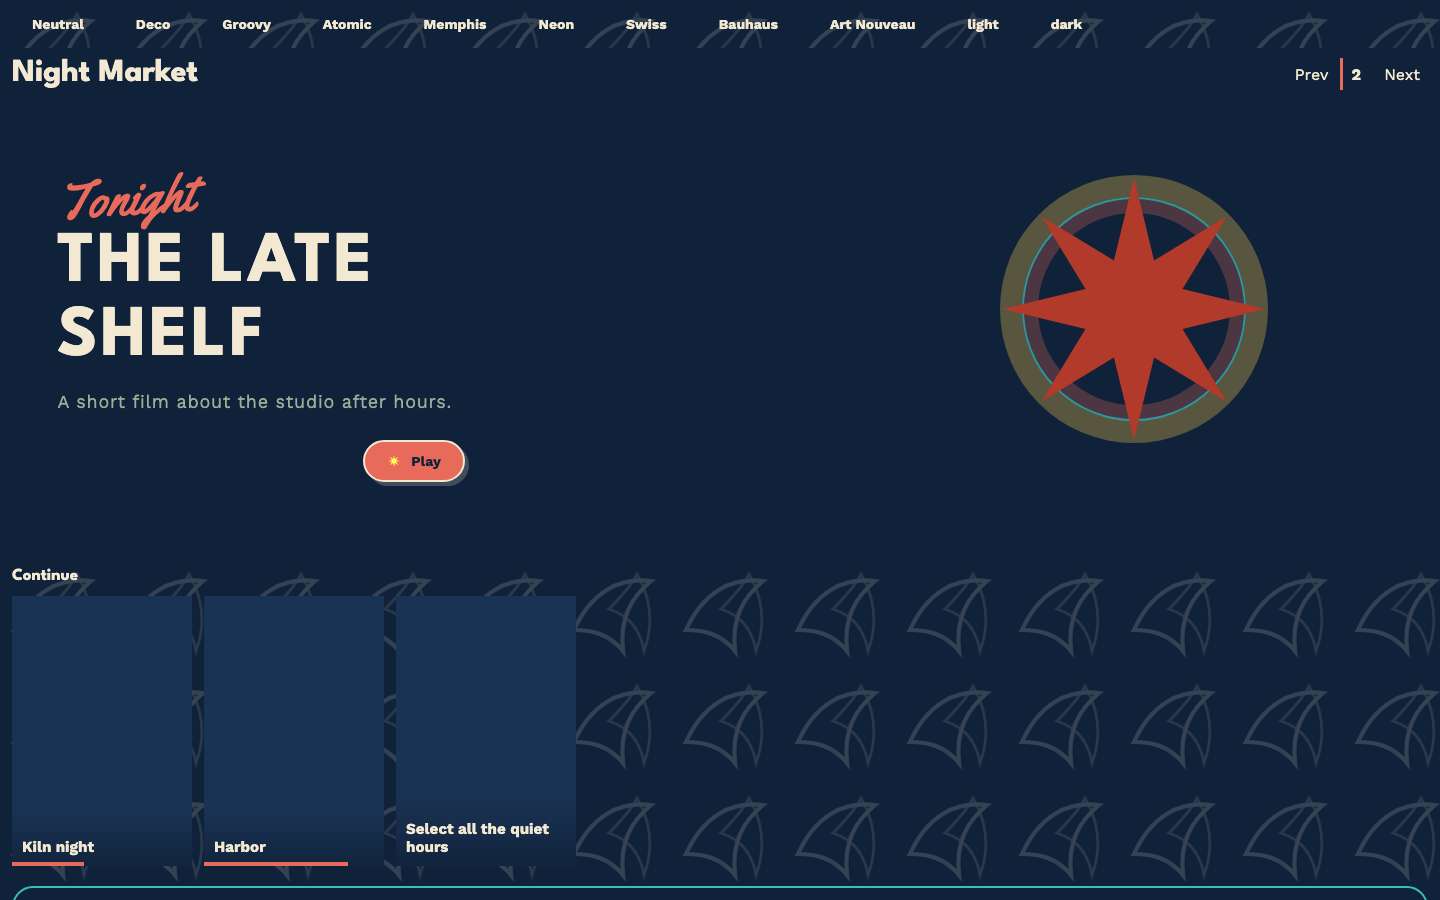 Neutral Deco Groovy Atomic Memphis Neon Swiss Bauhaus Art Nouveau light dark
Night Market
Prev 2 Next
Tonight
THE LATE
SHELF
A short film about the studio after hours.
Play
Continue
Kiln night
Harbor
Select all the quiet
hours